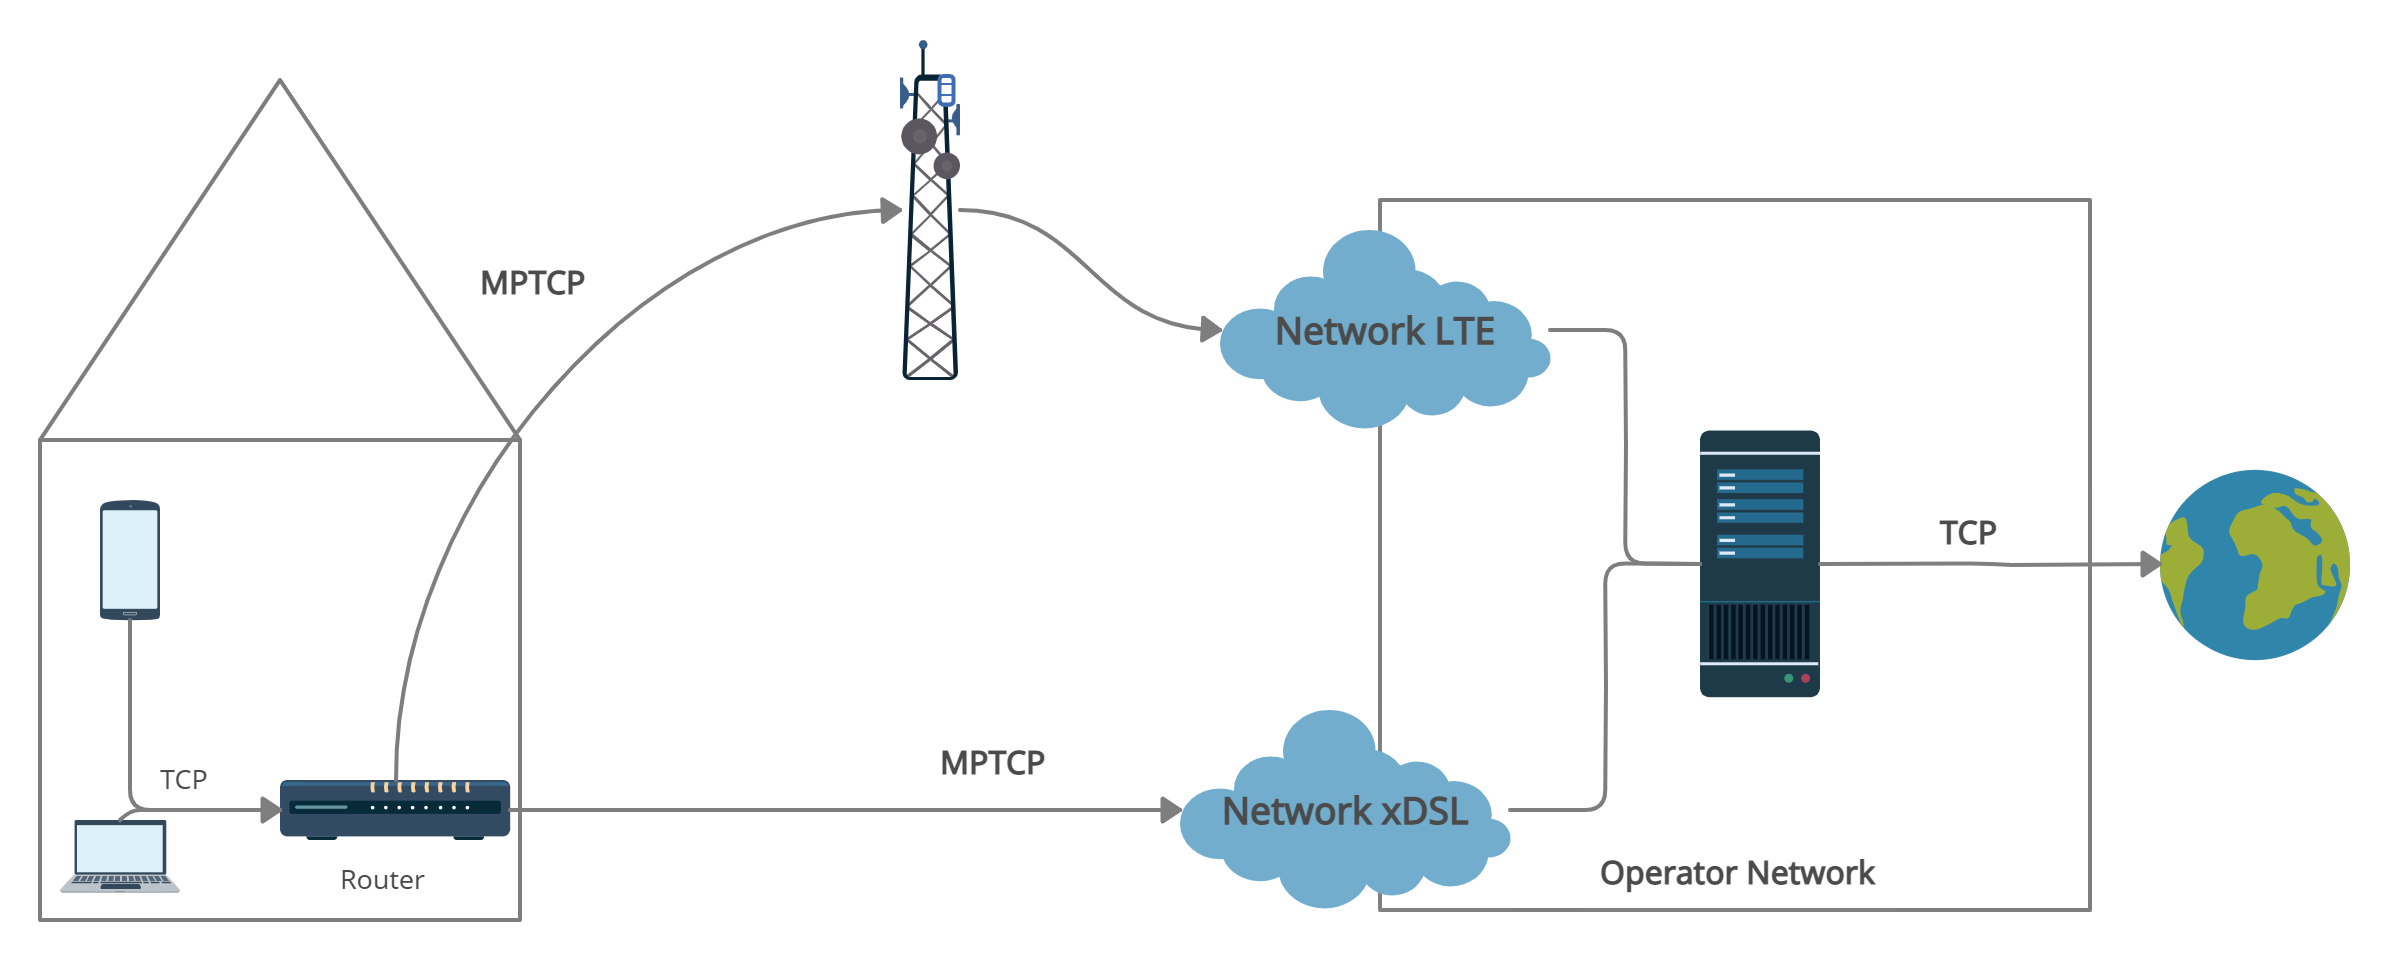 MPTCP
Network LTE
TCP
MPTCP
TCP
Network xDSL
Router
Operator Network